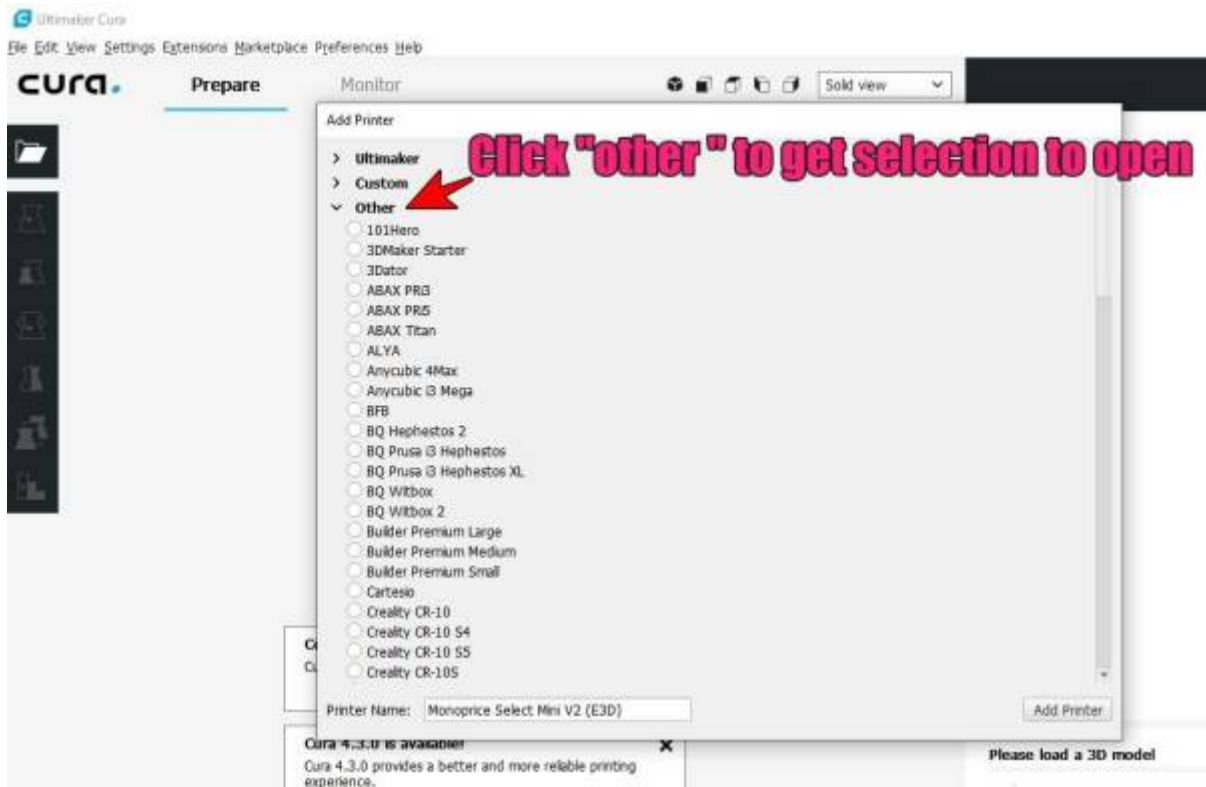 Ultimaker Cura
File Edit View Settings Extensions Marketplace Preferences Help
cura. Prepare Monitor Solid view
Add Printer
Click "other " to get selection to open
Ultimaker
Custom
Other
101Hero
3DMaker Starter
3Dator
ABAX PRi3
ABAX PRi5
ABAX Titan
ALYA
Anycubic 4Max
Anycubic i3 Mega
BFB
BQ Hephestos 2
BQ Prusa i3 Hephestos
BQ Prusa i3 Hephestos XL
BQ Witbox
BQ Witbox 2
Builder Premium Large
Builder Premium Medium
Builder Premium Small
Cartesio
Creality CR-10
Creality CR-10 S4
Creality CR-10 S5
Creality CR-10S
Printer Name: Monoprice Select Mini V2 (E3D) Add Printer
Cura 4.3.0 is available!
Cura 4.3.0 provides a better and more reliable printing
experience.
Please load a 3D model